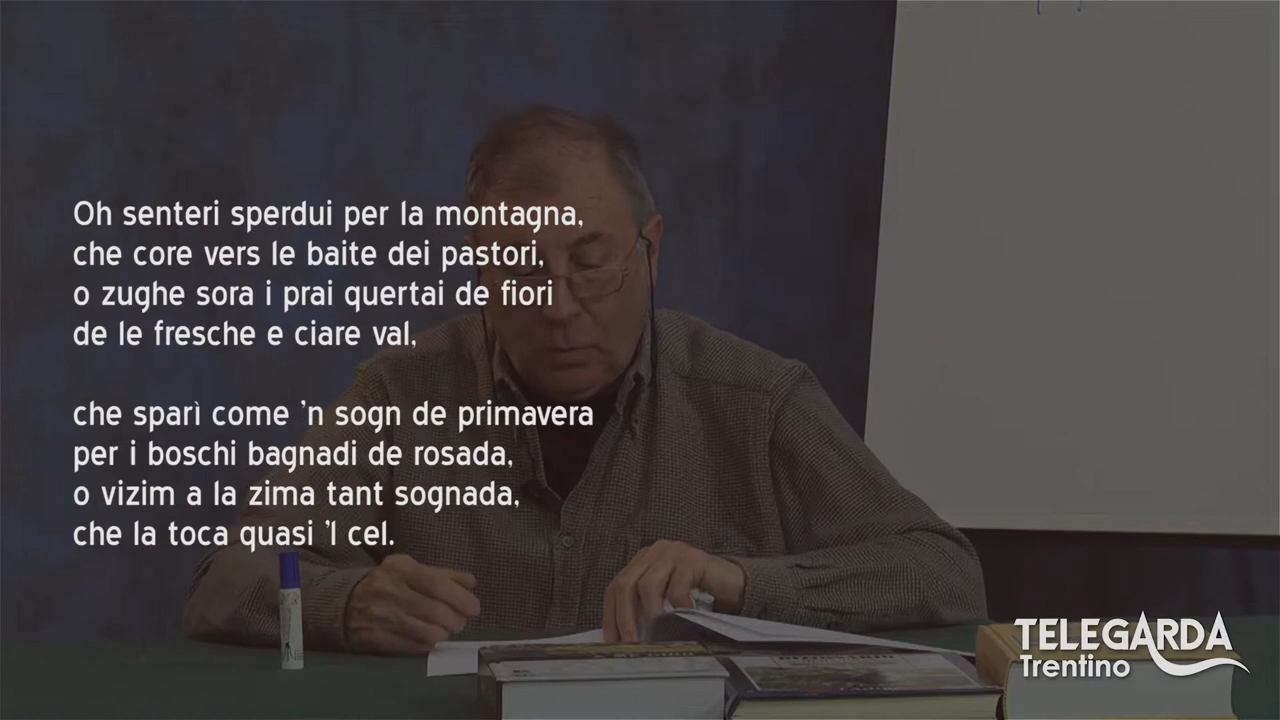 Oh senteri sperdui per la montagna,
che core vers le baite dei pastori,
o zughe sora i prai quertai de fiori
de le fresche e ciare val,
che sparì come 'n sogn de primavera
per i boschi bagnadi de rosada,
o vizim a la zima tant sognada,
che la toca quasi 'l cel.
TELEGARDA
Trentino